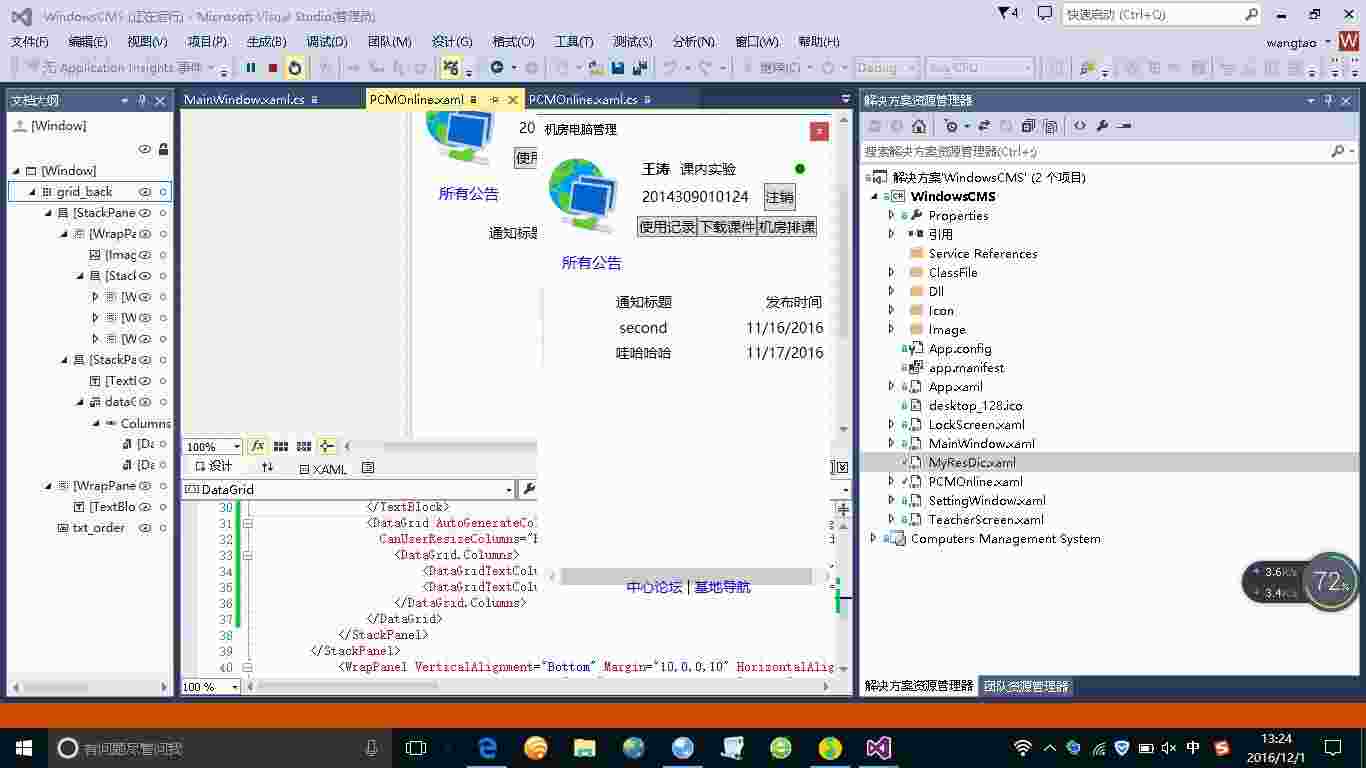 WindowsCMS (正在运行) - Microsoft Visual Studio(管理员)
4
快速启动 (Ctrl+Q)
文件(F) 编辑(E) 视图(V) 项目(P) 生成(B) 调试(D) 团队(M) 设计(G) 格式(O) 工具(T) 测试(S) 分析(N) 窗口(W) 帮助(H)
wangtao
W
无 Application Insights 事件
继续(C)
Debug
Any CPU
文档大纲
[Window]
[Window]
grid_back
[StackPane
[WrapPa
[Imag
[Stack
[W
[W
[W
[StackPa
[TextI
dataG
Columns
[Da
[Da
[WrapPane
[TextBlo
txt_order
MainWindow.xaml.cs
PCMOnline.xaml
PCMOnline.xaml.cs
20
使用
所有公告
通知标题
机房电脑管理
王涛 课内实验
2014309010124
注销
使用记录 下载课件 机房排课
所有公告
通知标题 发布时间
second 11/16/2016
哇哈哈哈 11/17/2016
中心论坛 | 基地导航
100%
设计
XAML
DataGrid
30 </TextBlock>
31 <DataGrid AutoGenerateCol
32 CanUserResizeColumns="
33 <DataGrid.Columns>
34 <DataGridTextColu
35 <DataGridTextColu
36 </DataGrid.Columns>
37 </DataGrid>
38 </StackPanel>
39 </StackPanel>
40 <WrapPanel VerticalAlignment="Bottom" Margin="10,0,0,10" HorizontalAlig
100 %
解决方案资源管理器
搜索解决方案资源管理器(Ctrl+;)
解决方案'WindowsCMS' (2 个项目)
WindowsCMS
Properties
引用
Service References
ClassFile
Dll
Icon
Image
App.config
app.manifest
App.xaml
desktop_128.ico
LockScreen.xaml
MainWindow.xaml
MyResDic.xaml
PCMOnline.xaml
SettingWindow.xaml
TeacherScreen.xaml
Computers Management System
3.6K/s
3.4K/s
72%
解决方案资源管理器 团队资源管理器
有问题尽管问我
中
13:24
2016/12/1